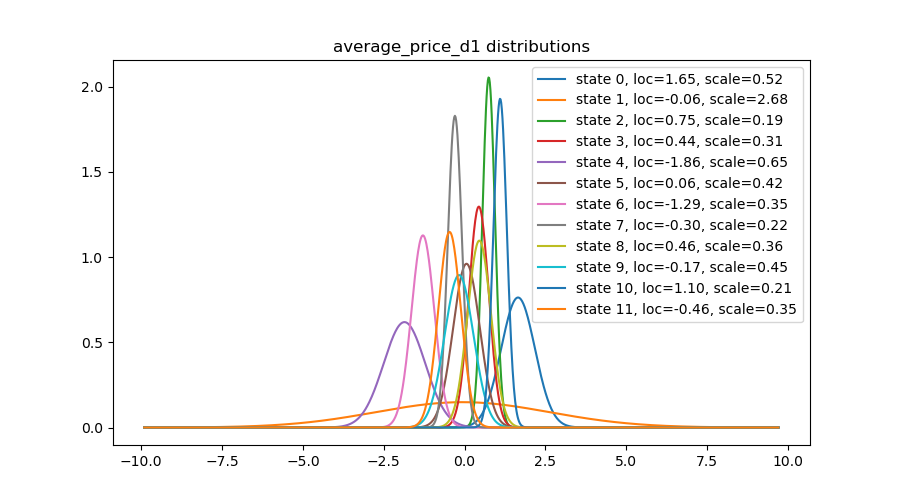 average_price_d1 distributions
state 0, loc=1.65, scale=0.52
state 1, loc=-0.06, scale=2.68
state 2, loc=0.75, scale=0.19
state 3, loc=0.44, scale=0.31
state 4, loc=-1.86, scale=0.65
state 5, loc=0.06, scale=0.42
state 6, loc=-1.29, scale=0.35
state 7, loc=-0.30, scale=0.22
state 8, loc=0.46, scale=0.36
state 9, loc=-0.17, scale=0.45
state 10, loc=1.10, scale=0.21
state 11, loc=-0.46, scale=0.35
2.0
1.5
1.0
0.5
0.0
−10.0 −7.5 −5.0 −2.5 0.0 2.5 5.0 7.5 10.0